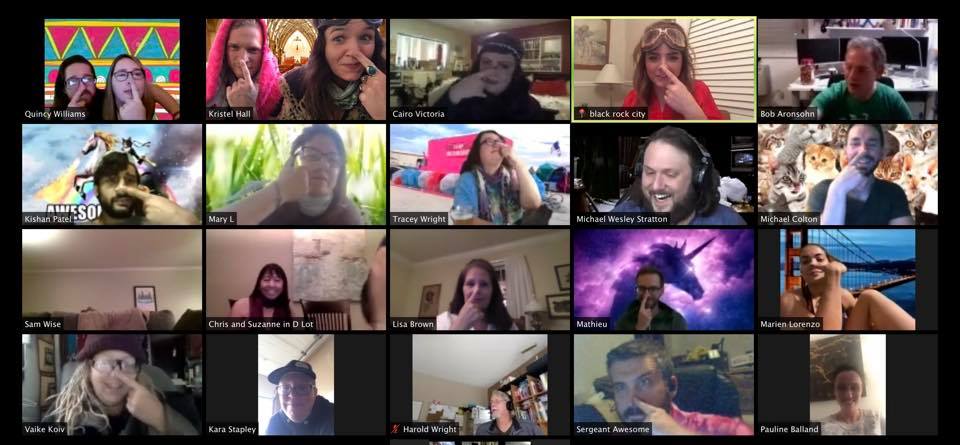 Quincy Williams
Kristel Hall
Cairo Victoria
black rock city
Bob Aronsohn
AWESO
Kishan Patel
Mary L
Tracey Wright
Michael Wesley Stratton
Michael Colton
Sam Wise
Chris and Suzanne in D Lot
Lisa Brown
Mathieu
Marien Lorenzo
Vaike Koiv
Kara Stapley
Harold Wright
Sergeant Awesome
Pauline Balland